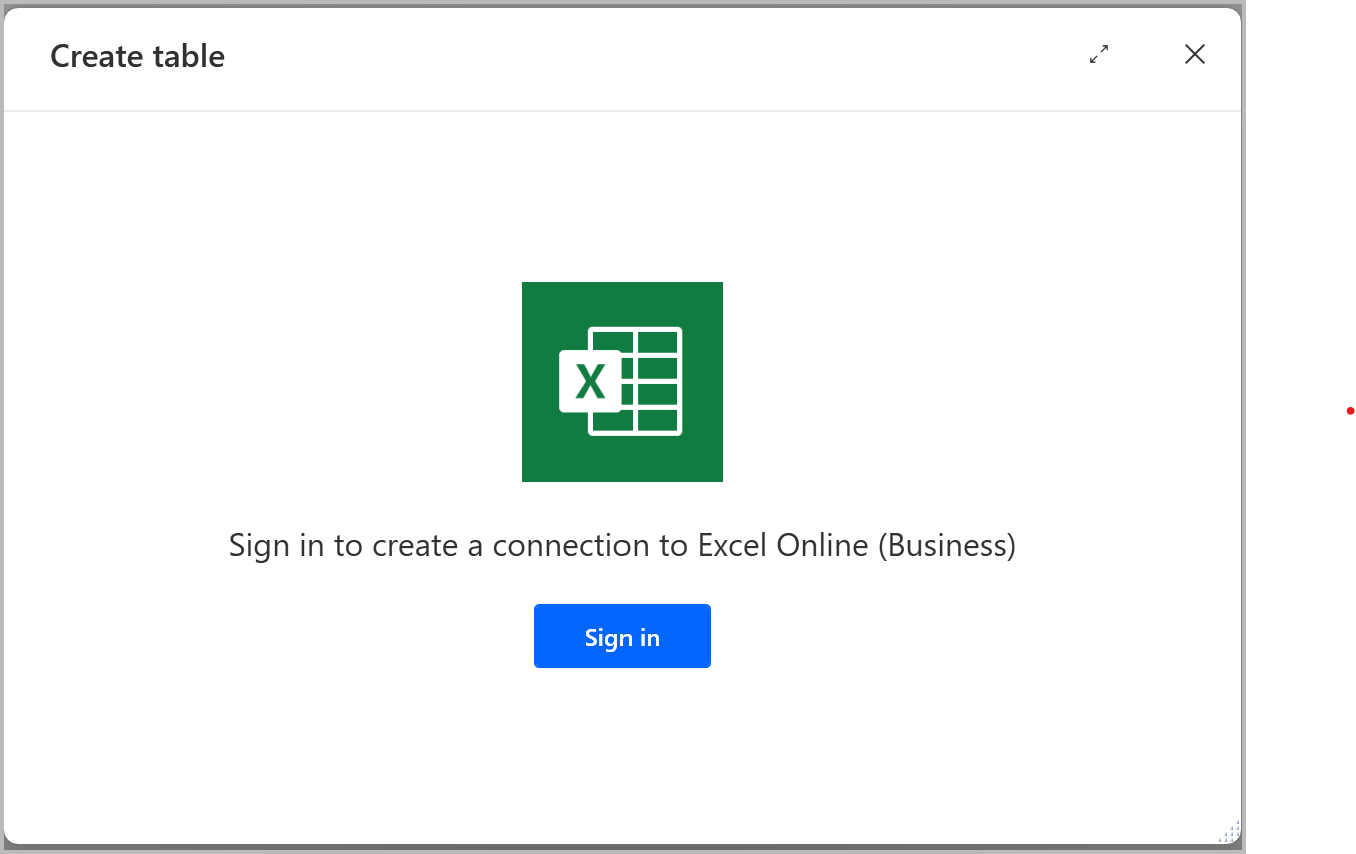 Create table
X
Sign in to create a connection to Excel Online (Business)
Sign in